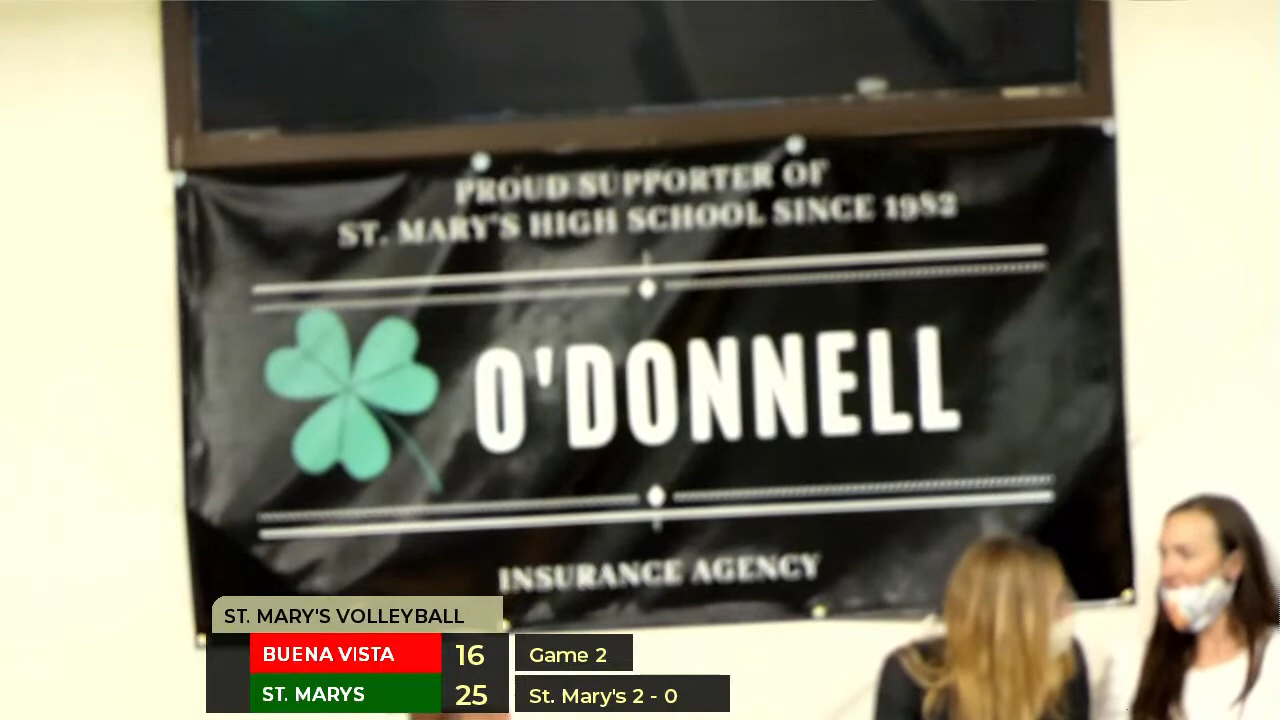 PROUD SUPPORTER OF
ST. MARY'S HIGH SCHOOL SINCE 1982
O'DONNELL
INSURANCE AGENCY
ST. MARY'S VOLLEYBALL
BUENA VISTA 16 Game 2
ST. MARYS 25 St. Mary's 2 - 0